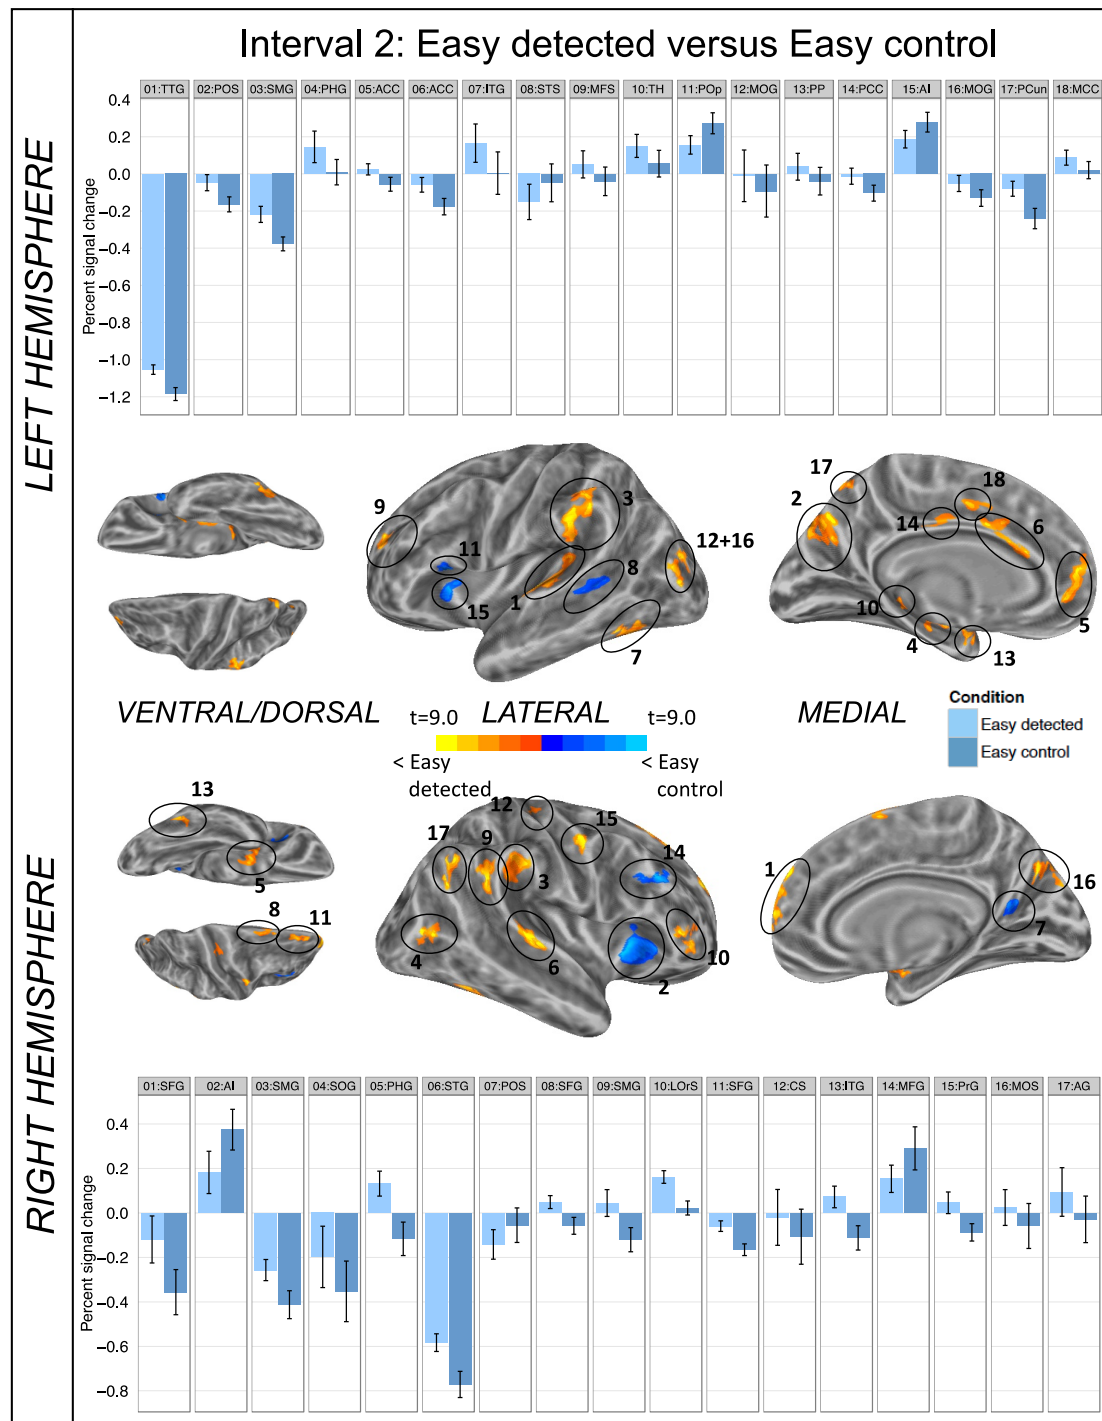 Interval 2: Easy detected versus Easy control
LEFT HEMISPHERE
01:TTG 02:POS 03:SMG 04:PHG 05:ACC 06:ACC 07:ITG 08:STS 09:MFS 10:TH 11:POp 12:MOG 13:PP 14:PCC 15:AI 16:MOG 17:PCun 18:MCC
Percent signal change
0.4
0.2
0.0
−0.2
−0.4
−0.6
−0.8
−1.0
−1.2
9
11
15
1
3
8
7
12+16
17
2
14
18
6
10
4
13
5
VENTRAL/DORSAL
LATERAL
MEDIAL
t=9.0
t=9.0
< Easy
detected
< Easy
control
Condition
Easy detected
Easy control
RIGHT HEMISPHERE
13
5
8
11
12
15
17
9
3
14
4
6
2
10
1
16
7
01:SFG 02:AI 03:SMG 04:SOG 05:PHG 06:STG 07:POS 08:SFG 09:SMG 10:LOrS 11:SFG 12:CS 13:ITG 14:MFG 15:PrG 16:MOS 17:AG
Percent signal change
0.4
0.2
0.0
−0.2
−0.4
−0.6
−0.8